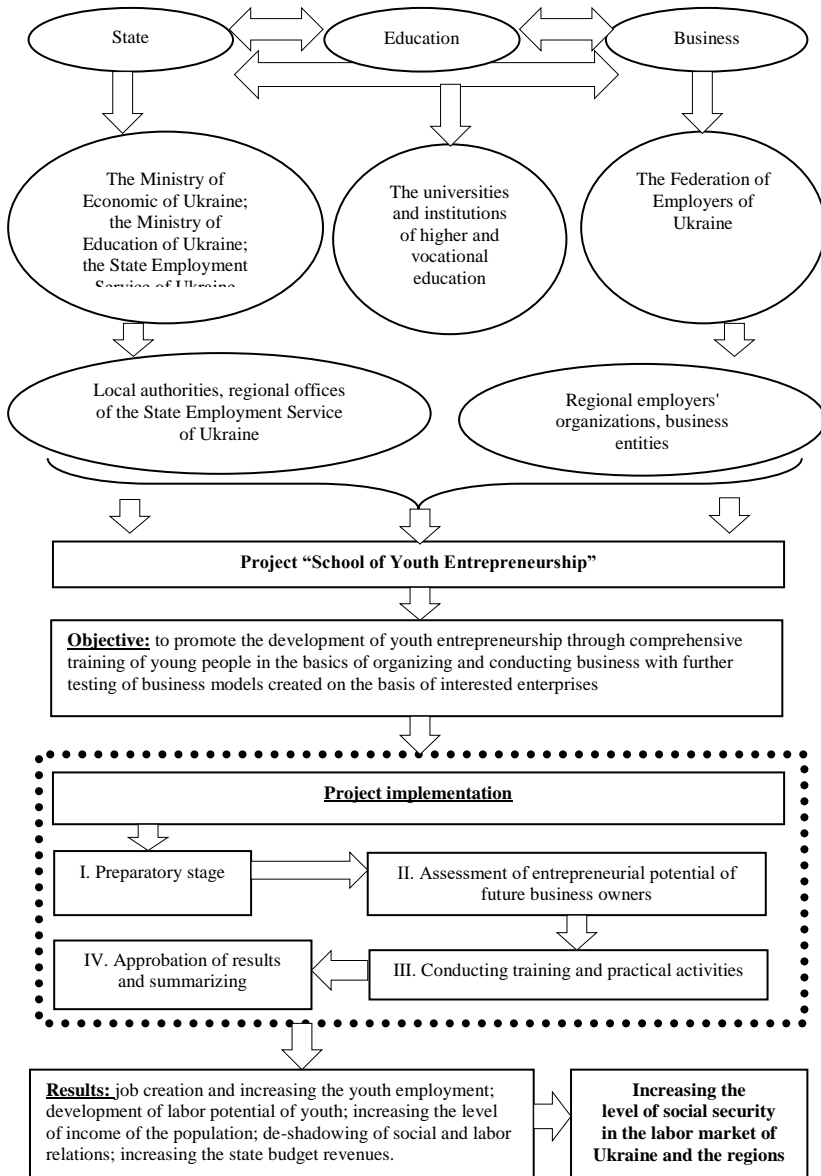 State
Education
Business
The Ministry of
Economic of Ukraine;
the Ministry of
Education of Ukraine;
the State Employment
Service of Ukraine
The universities
and institutions
of higher and
vocational
education
The Federation of
Employers of
Ukraine
Local authorities, regional offices
of the State Employment Service
of Ukraine
Regional employers'
organizations, business
entities
Project “School of Youth Entrepreneurship”
Objective: to promote the development of youth entrepreneurship through comprehensive
training of young people in the basics of organizing and conducting business with further
testing of business models created on the basis of interested enterprises
Project implementation
I. Preparatory stage
II. Assessment of entrepreneurial potential of
future business owners
IV. Approbation of results
and summarizing
III. Conducting training and practical activities
Results: job creation and increasing the youth employment;
development of labor potential of youth; increasing the level
of income of the population; de-shadowing of social and labor
relations; increasing the state budget revenues.
Increasing the
level of social security
in the labor market of
Ukraine and the regions